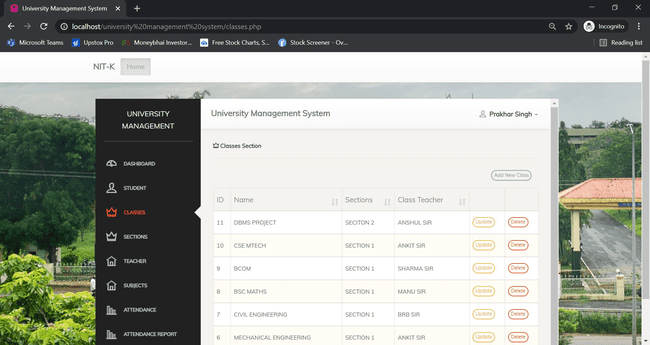 University Management System
localhost/university%20management%20system/classes.php
Incognito
Microsoft Teams
Upstox Pro
Moneybhai Investor...
Free Stock Charts, S...
Stock Screener - Ov...
Reading list
NIT-K
Home
UNIVERSITY
MANAGEMENT
DASHBOARD
STUDENT
CLASSES
SECTIONS
TEACHER
SUBJECTS
ATTENDANCE
ATTENDANCE REPORT
University Management System
Prakhar Singh
Classes Section
Add New Class
ID Name Sections Class Teacher
11 DBMS PROJECT SECITON 2 ANSHUL SIR Update Delete
10 CSE MTECH SECTION 1 ANKIT SIR Update Delete
9 BCOM SECTION 1 SHARMA SIR Update Delete
8 BSC MATHS SECTION 1 MANU SIR Update Delete
7 CIVIL ENGINEERING SECTION 1 BRB SIR Update Delete
6 MECHANICAL ENGINEERING SECTION 1 ANKIT SIR Update Delete